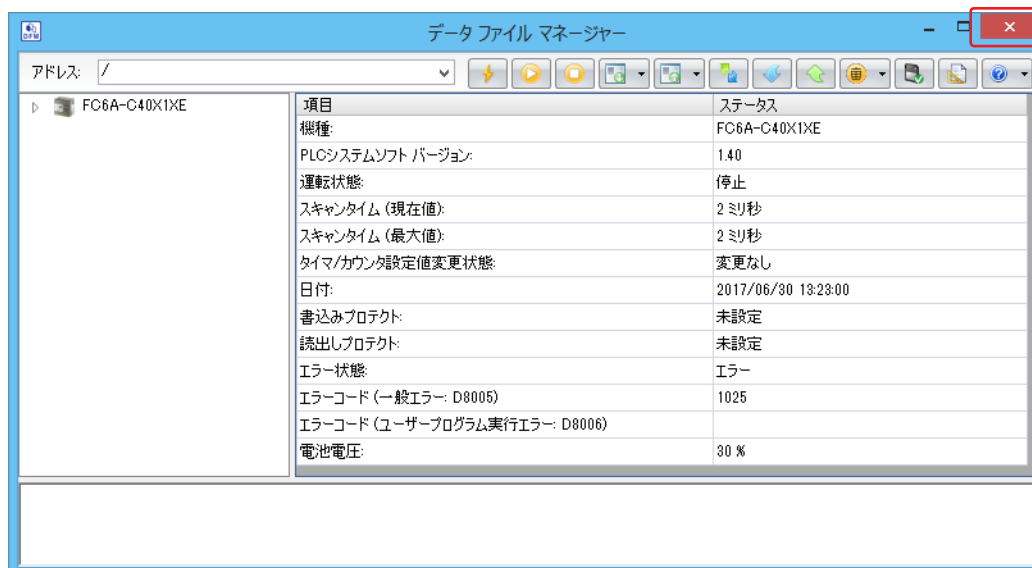 DFM
データ ファイル マネージャー
アドレス: /
FC6A-C40X1XE
項目 ステータス
機種: FC6A-C40X1XE
PLCシステムソフト バージョン: 1.40
運転状態: 停止
スキャンタイム (現在値): 2 ミリ秒
スキャンタイム (最大値): 2 ミリ秒
タイマ/カウンタ設定値変更状態: 変更なし
日付: 2017/06/30 13:23:00
書込みプロテクト: 未設定
読出しプロテクト: 未設定
エラー状態: エラー
エラーコード (一般エラー: D8005) 1025
エラーコード (ユーザープログラム実行エラー: D8006)
電池電圧: 30 %